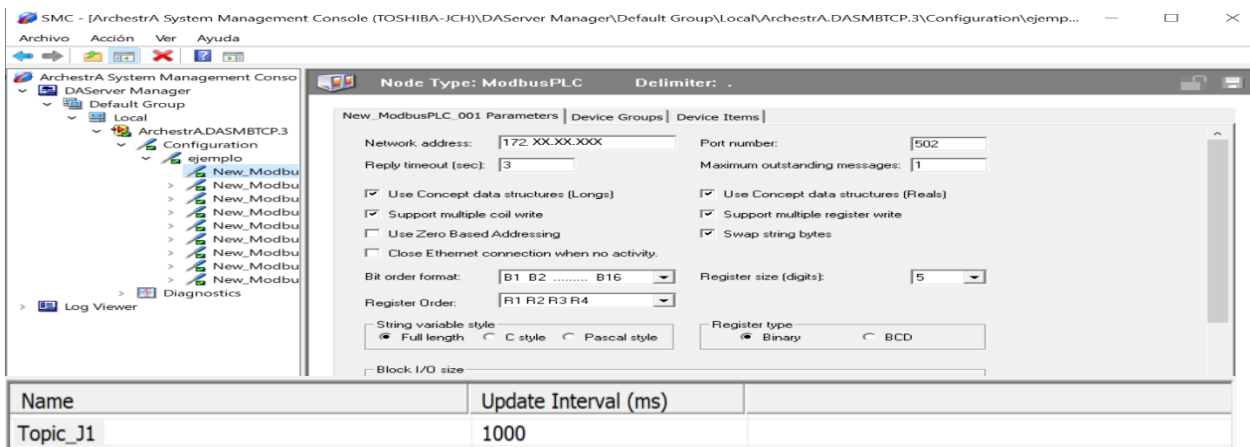 SMC - [ArchestrA System Management Console (TOSHIBA-JCH)\DAServer Manager\Default Group\Local\ArchestrA.DASMBTCP.3\Configuration\ejemp...
Archivo Acción Ver Ayuda
ArchestrA System Management Conso
DAServer Manager
Default Group
Local
ArchestrA.DASMBTCP.3
Configuration
ejemplo
New_Modbu
New_Modbu
New_Modbu
New_Modbu
New_Modbu
New_Modbu
New_Modbu
New_Modbu
New_Modbu
Diagnostics
Log Viewer
Node Type: ModbusPLC Delimiter: .
New_ModbusPLC_001 Parameters Device Groups Device Items
Network address: 172. XX.XX.XXX Port number: 502
Reply timeout (sec): 3 Maximum outstanding messages: 1
Use Concept data structures (Longs) Use Concept data structures (Reals)
Support multiple coil write Support multiple register write
Use Zero Based Addressing Swap string bytes
Close Ethernet connection when no activity.
Bit order format: B1 B2 ......... B16 Register size (digits): 5
Register Order: R1 R2 R3 R4
String variable style Register type
Full length C style Pascal style Binary BCD
Block I/O size
Name Update Interval (ms)
Topic_J1 1000